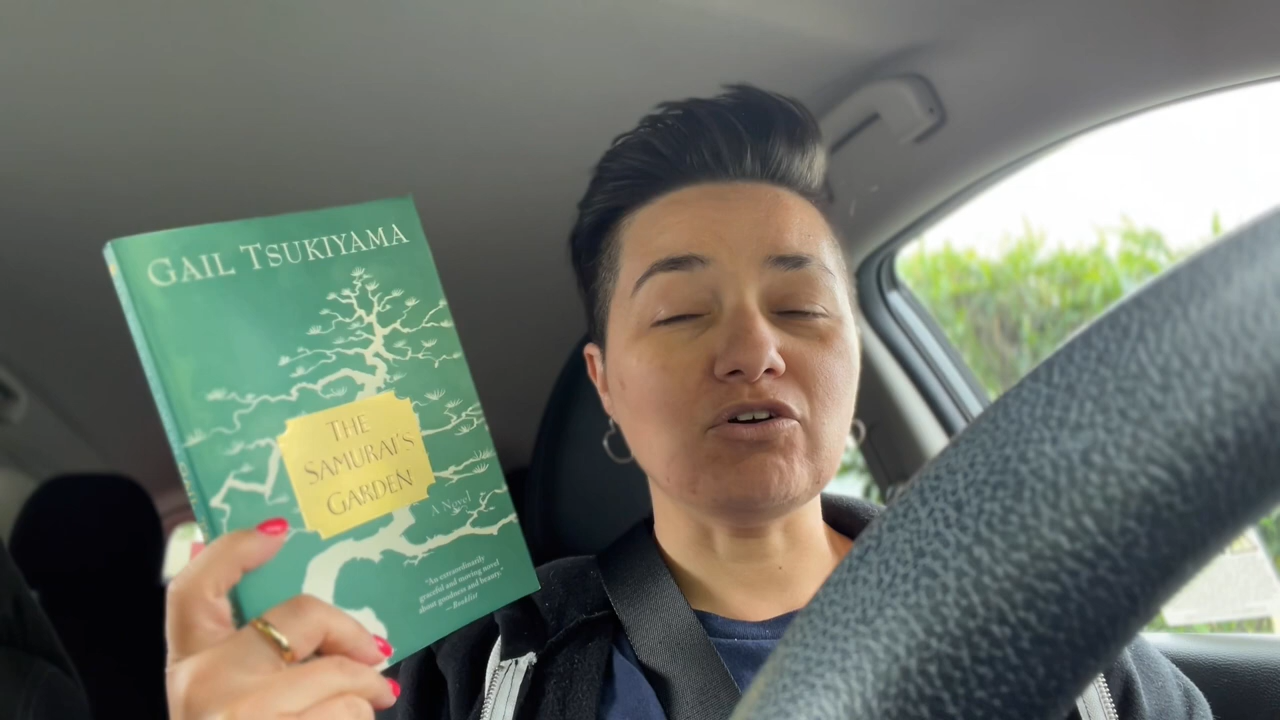 GAIL TSUKIYAMA
THE
SAMURAI'S
GARDEN
A Novel
"An extraordinarily
graceful and moving novel
about goodness and beauty."
—Booklist